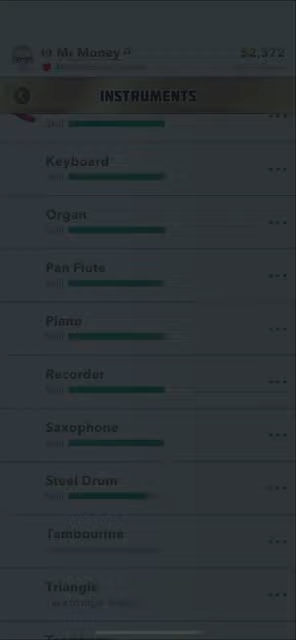 Mr Money
$2,372
INSTRUMENTS
Skill
Keyboard
Skill
Organ
Skill
Pan Flute
Skill
Piano
Skill
Recorder
Skill
Saxophone
Skill
Steel Drum
Skill
Tambourine
Triangle